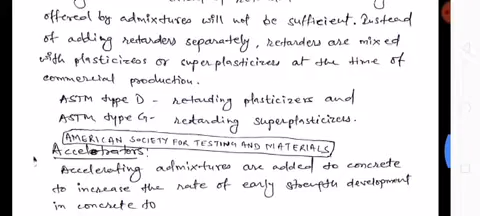 offered by admixtures will not be sufficient. Instead
of adding retarders separately, retarders are mixed
with plasticizers or superplasticizers at the time of
commercial production.
ASTM type D - retarding plasticizers and
ASTM type G - retarding superplasticizers.
AMERICAN SOCIETY FOR TESTING AND MATERIALS
Accelerators:
Accelerating admixtures are added to concrete
to increase the rate of early strength development
in concrete to